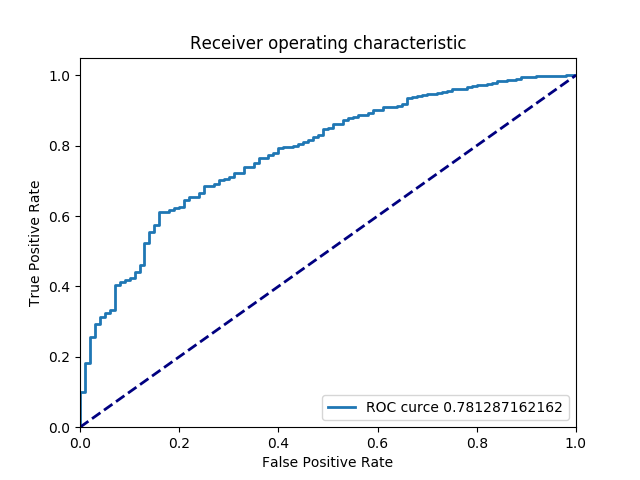 Receiver operating characteristic
1.0
0.8
0.6
0.4
0.2
0.0
True Positive Rate
ROC curce 0.781287162162
0.0 0.2 0.4 0.6 0.8 1.0
False Positive Rate